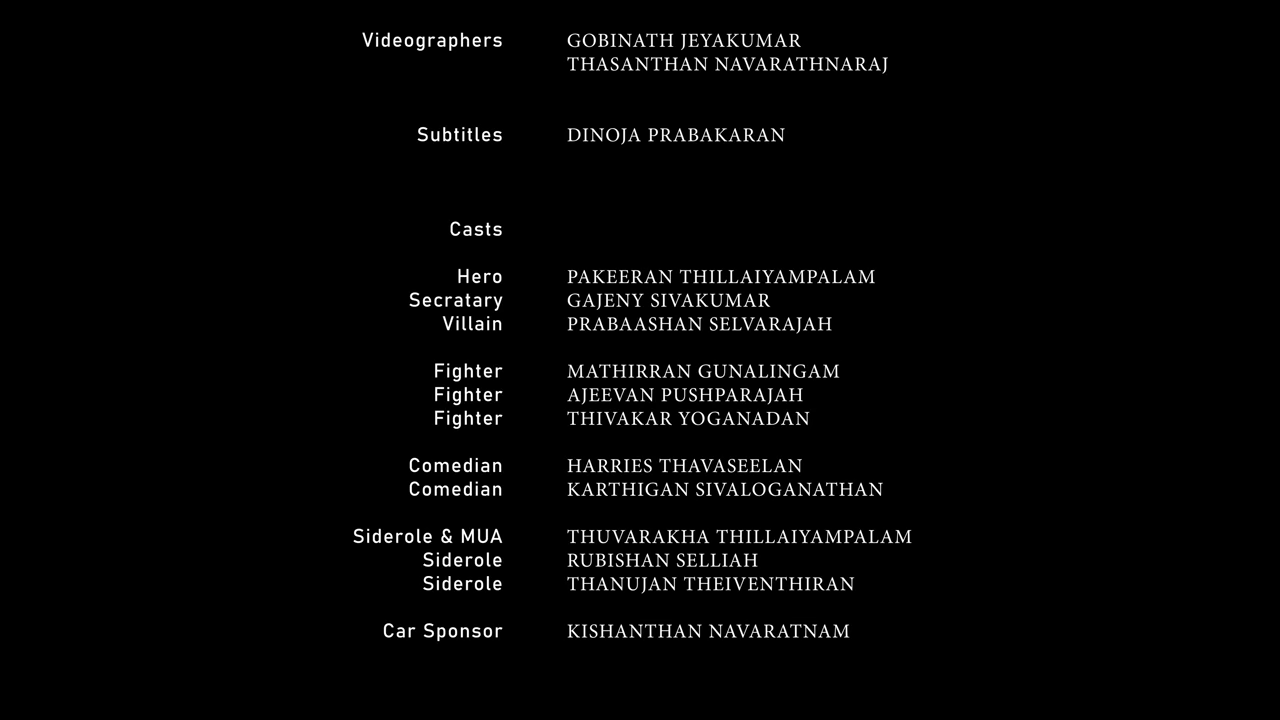 Videographers GOBINATH JEYAKUMAR
THASANTHAN NAVARATHNARAJ
Subtitles DINOJA PRABAKARAN
Casts
Hero PAKEERAN THILLAIYAMPALAM
Secratary GAJENY SIVAKUMAR
Villain PRABAASHAN SELVARAJAH
Fighter MATHIRRAN GUNALINGAM
Fighter AJEEVAN PUSHPARAJAH
Fighter THIVAKAR YOGANADAN
Comedian HARRIES THAVASEELAN
Comedian KARTHIGAN SIVALOGANATHAN
Siderole & MUA THUVARAKHA THILLAIYAMPALAM
Siderole RUBISHAN SELLIAH
Siderole THANUJAN THEIVENTHIRAN
Car Sponsor KISHANTHAN NAVARATNAM